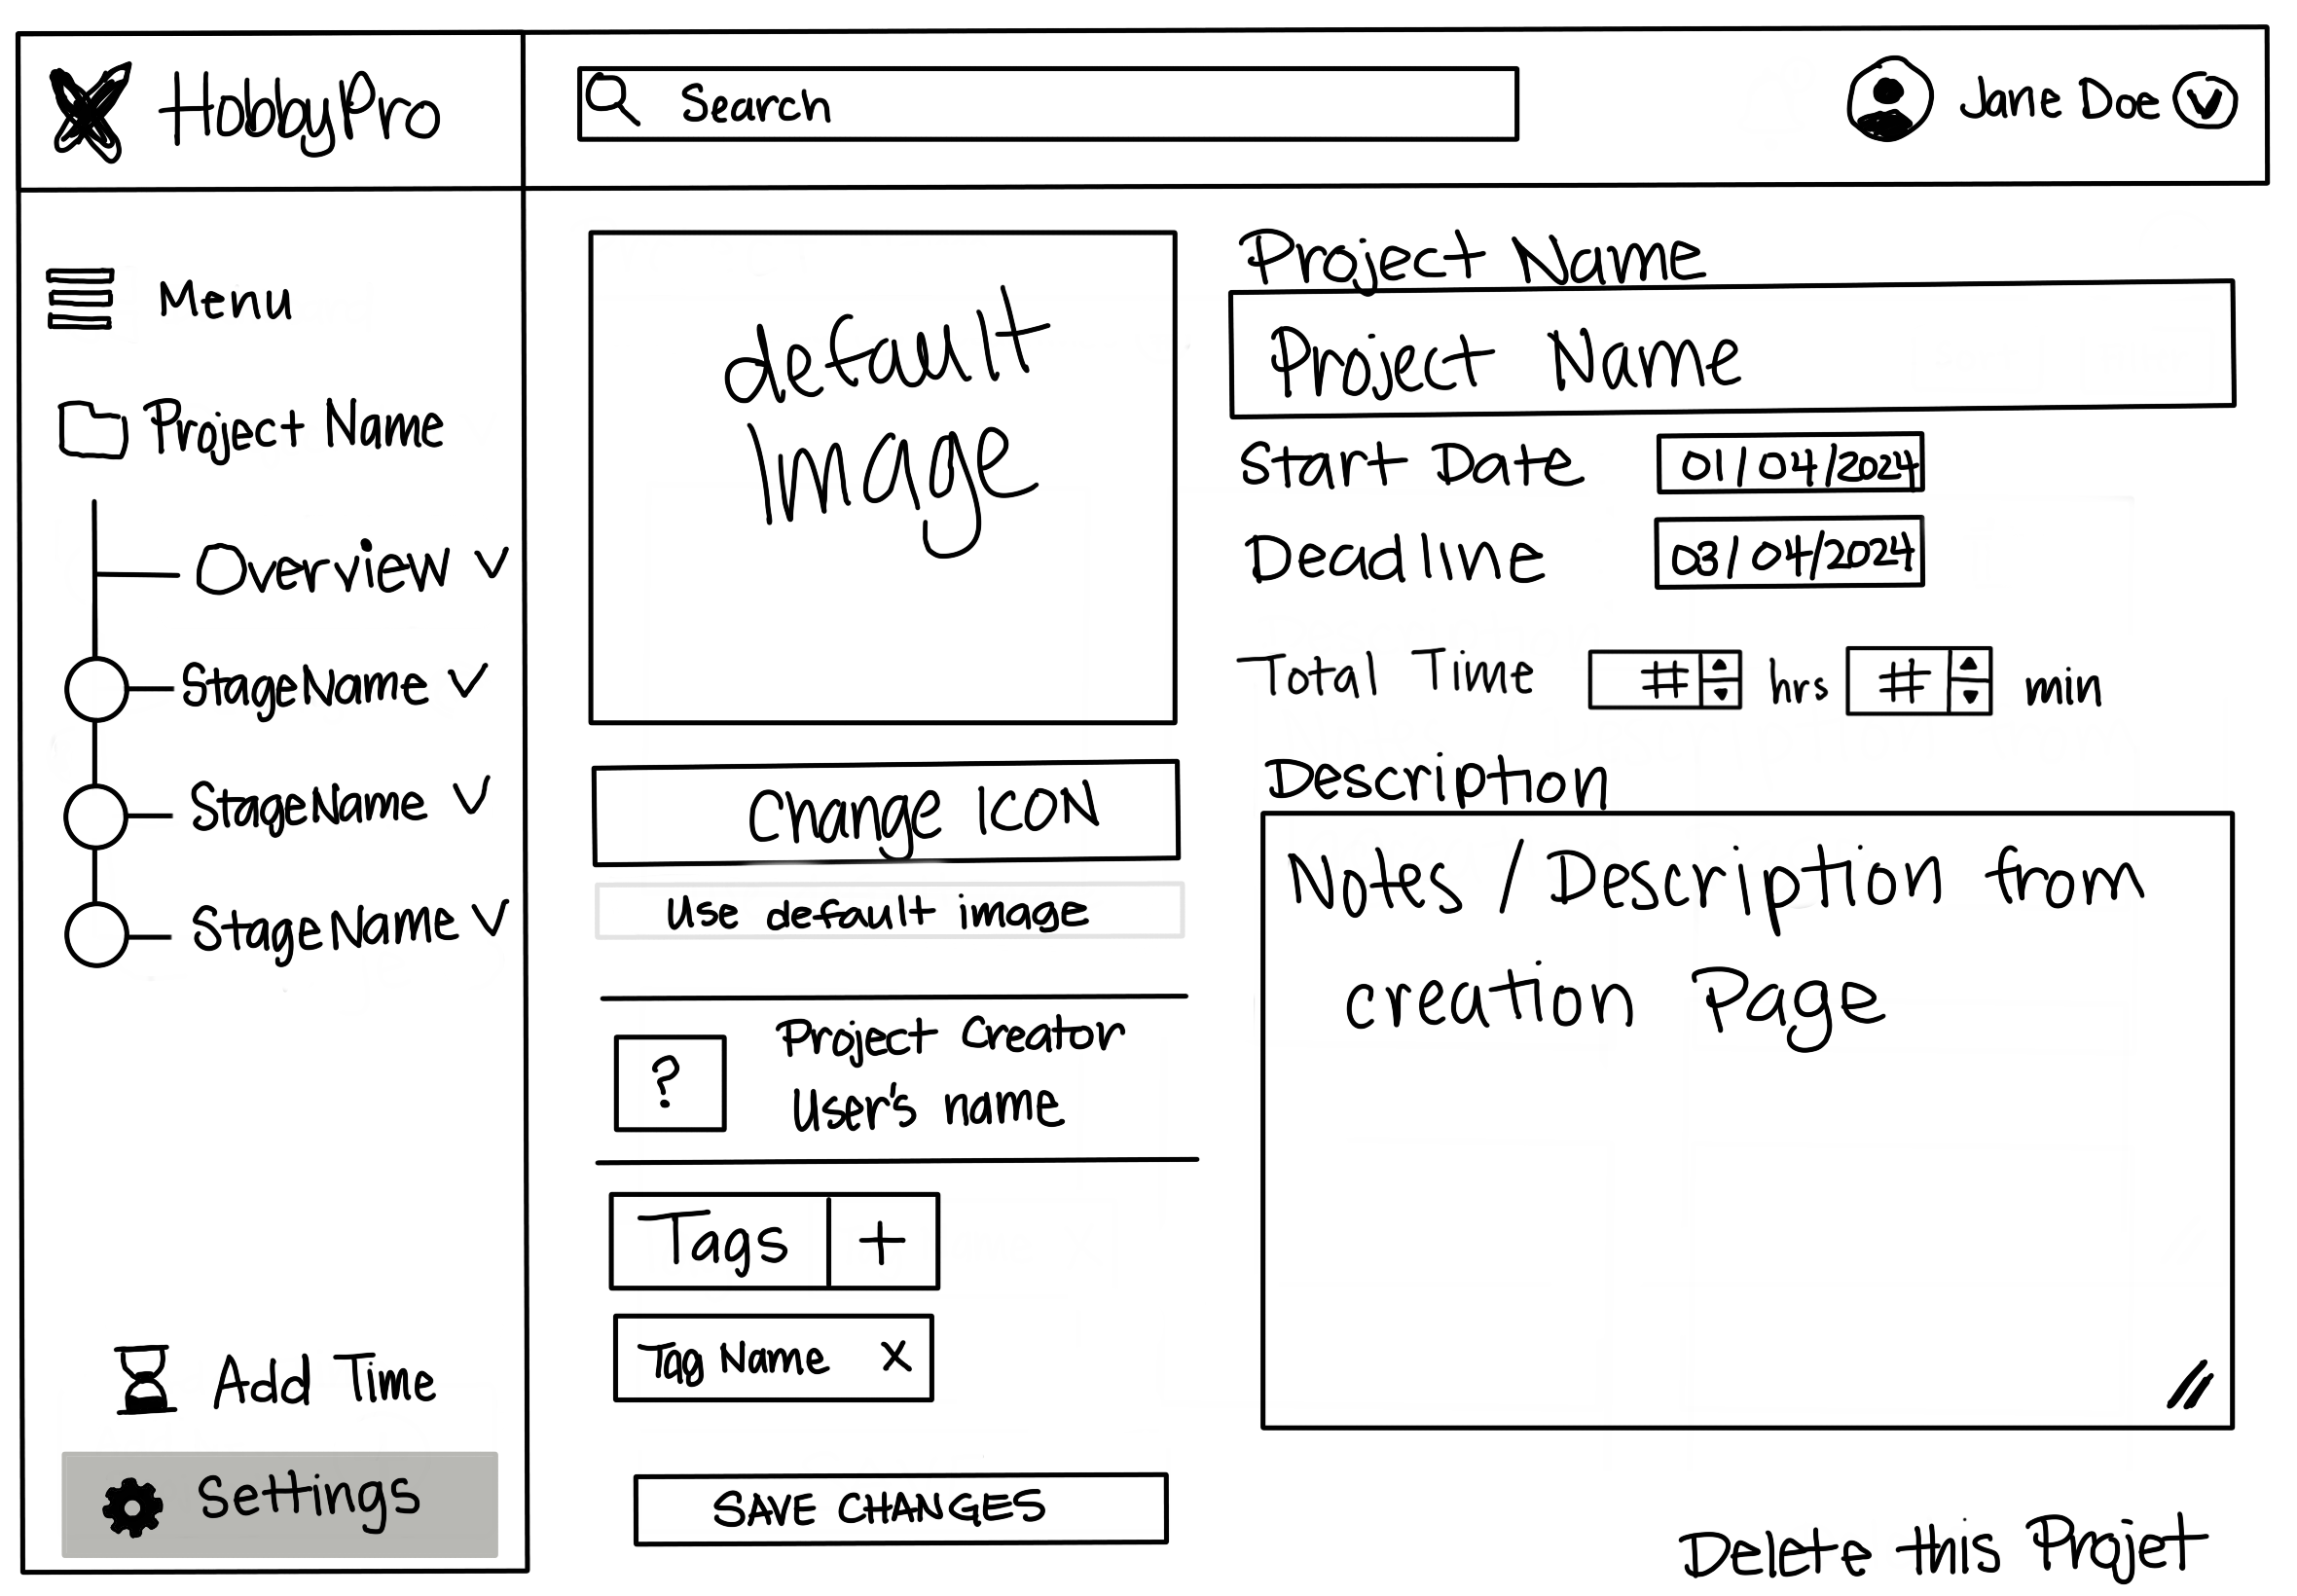 HobbyPro
Search
Jane Doe
Menu
Project Name
Overview
StageName
StageName
StageName
Add Time
Settings
default
Image
Change ICON
Use default image
?
Project Creator
User's name
Tags +
Tag Name x
SAVE CHANGES
Project Name
Project Name
Start Date 01/04/2024
Deadline 03/04/2024
Total Time # hrs # min
Description
Notes / Description from
creation Page
Delete this Projet